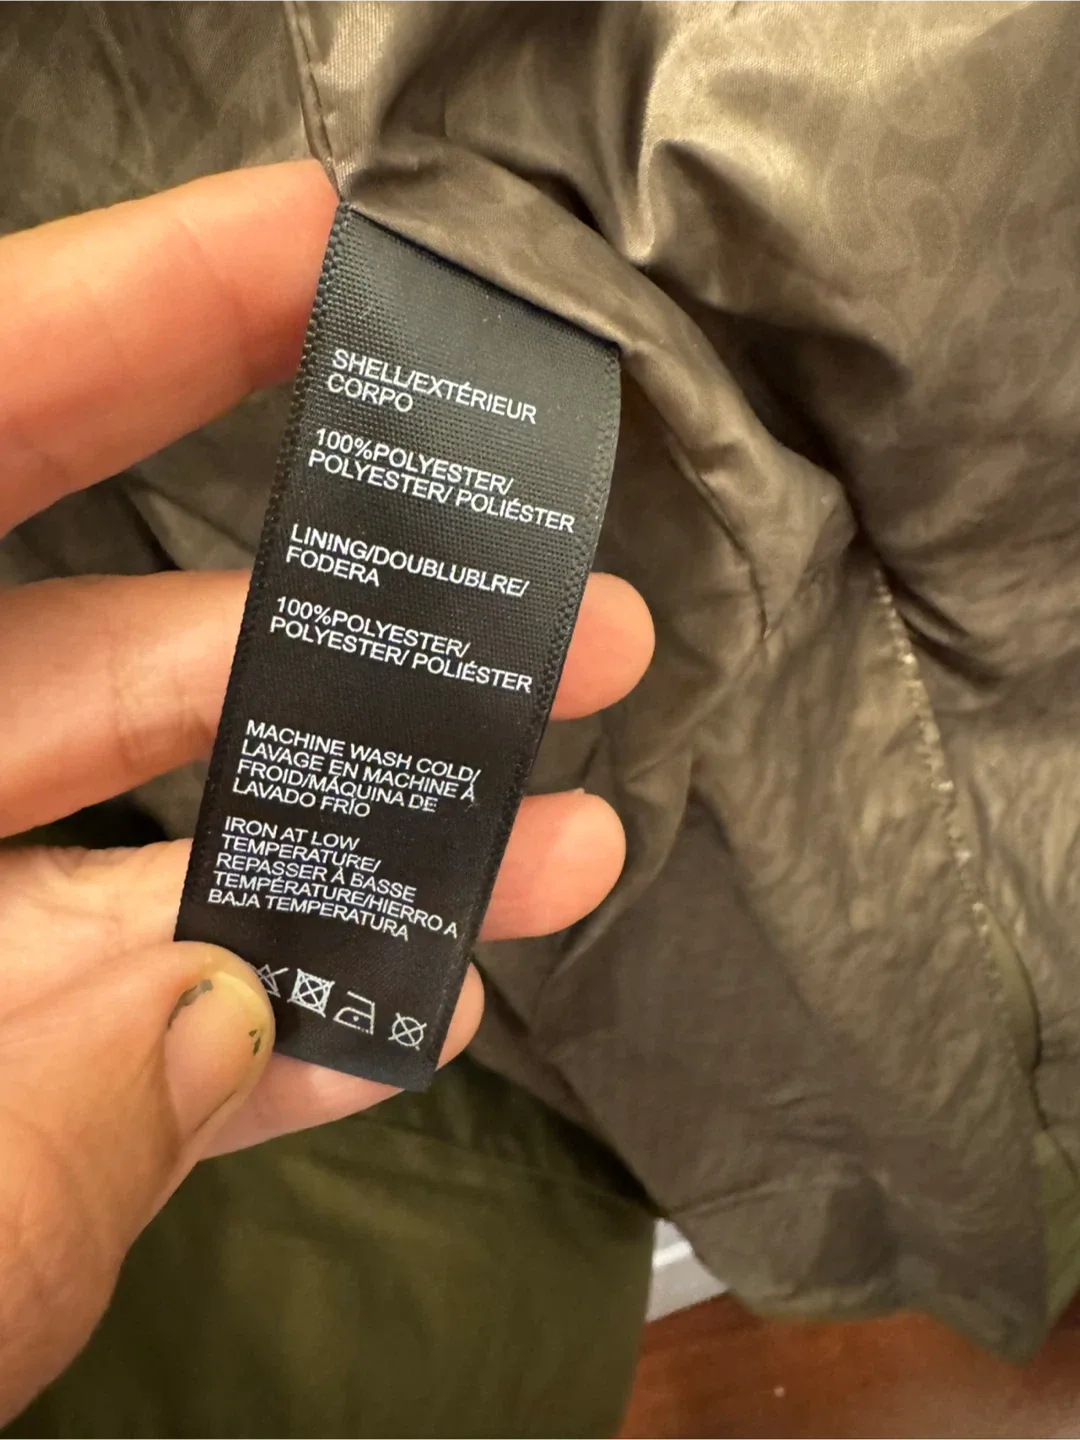 SHELL/EXTÉRIEUR
CORPO
100%POLYESTER/
POLYESTER/ POLIÉSTER
LINING/DOUBLUBLRE/
FODERA
100%POLYESTER/
POLYESTER/ POLIÉSTER
MACHINE WASH COLD/
LAVAGE EN MACHINE À
FROID/MÁQUINA DE
LAVADO FRÍO
IRON AT LOW
TEMPERATURE/
REPASSER À BASSE
TEMPÉRATURE/HIERRO A
BAJA TEMPERATURA